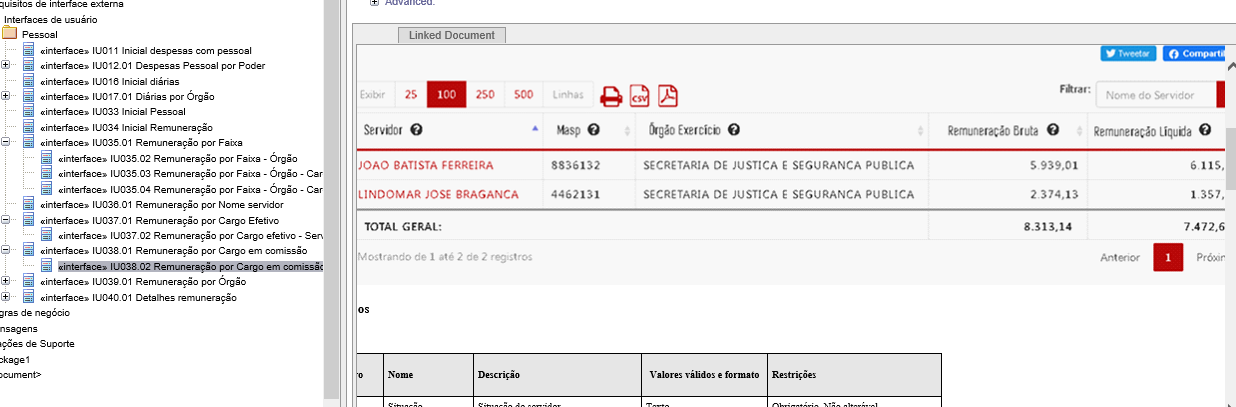 quisitos de interface externa
Interfaces de usuário
Pessoal
«interface» IU011 Inicial despesas com pessoal
«interface» IU012.01 Despesas Pessoal por Poder
«interface» IU016 Inicial diárias
«interface» IU017.01 Diárias por Órgão
«interface» IU033 Inicial Pessoal
«interface» IU034 Inicial Remuneração
«interface» IU035.01 Remuneração por Faixa
«interface» IU035.02 Remuneração por Faixa - Órgão
«interface» IU035.03 Remuneração por Faixa - Órgão - Car
«interface» IU035.04 Remuneração por Faixa - Órgão - Car
«interface» IU036.01 Remuneração por Nome servidor
«interface» IU037.01 Remuneração por Cargo Efetivo
«interface» IU037.02 Remuneração por Cargo efetivo - Serv
«interface» IU038.01 Remuneração por Cargo em comissão
«interface» IU038.02 Remuneração por Cargo em comissão
«interface» IU039.01 Remuneração por Órgão
«interface» IU040.01 Detalhes remuneração
gras de negócio
nsagens
ações de Suporte
ckage1
ocument>
Advanced:
Linked Document
Tweetar Compartil
Exibir 25 100 250 500 Linhas CSV Filtrar: Nome do Servidor
Servidor ? Masp ? Órgão Exercício ? Remuneração Bruta ? Remuneração Líquida ?
JOAO BATISTA FERREIRA 8836132 SECRETARIA DE JUSTICA E SEGURANCA PUBLICA 5.939,01 6.115,
LINDOMAR JOSE BRAGANCA 4462131 SECRETARIA DE JUSTICA E SEGURANCA PUBLICA 2.374,13 1.357,
TOTAL GERAL: 8.313,14 7.472,6
Mostrando de 1 até 2 de 2 registros Anterior 1 Próxin
os
o Nome Descrição Valores válidos e formato Restrições
Situação Situação do servidor Texto Obrigatório, Não alterável